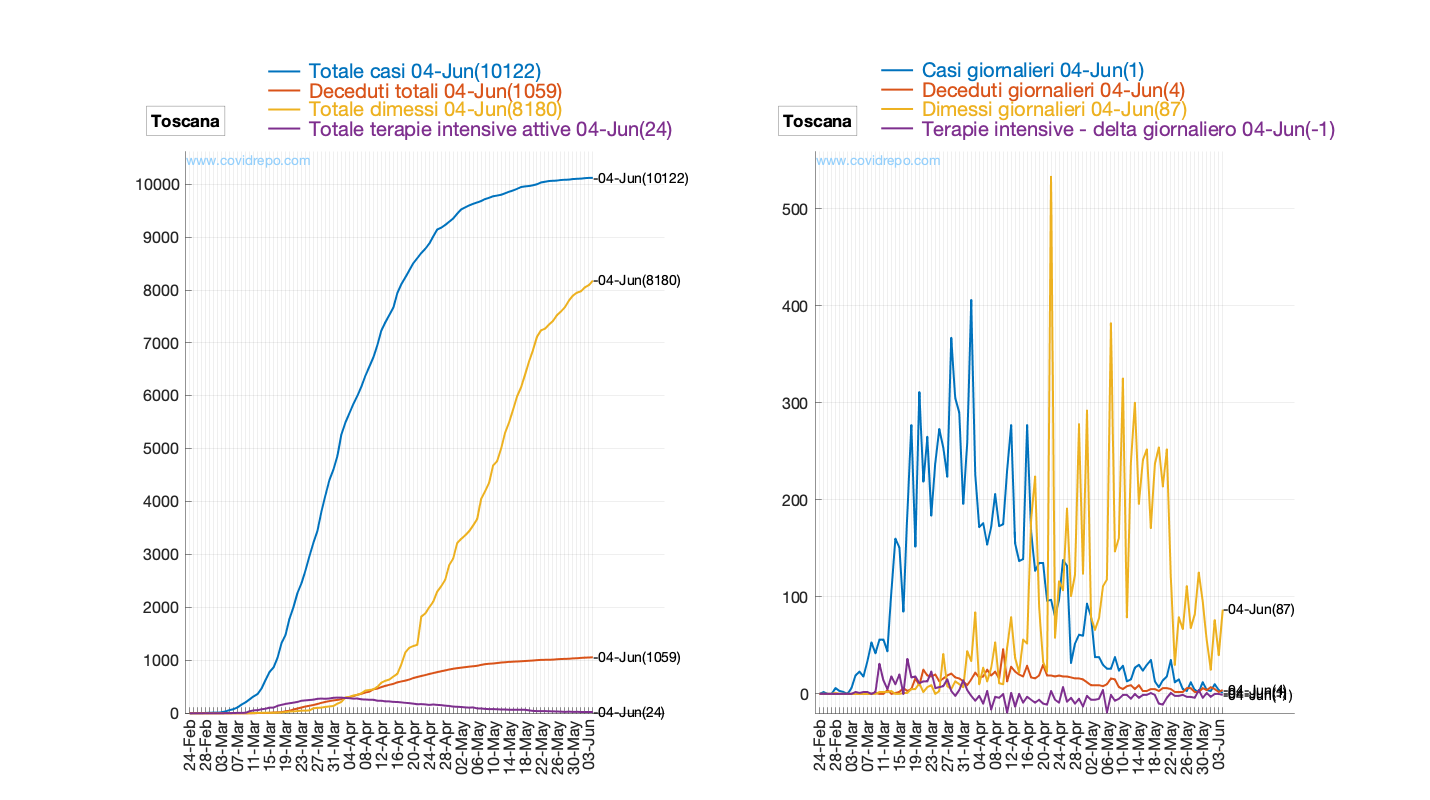 Totale casi 04-Jun(10122)
Deceduti totali 04-Jun(1059)
Totale dimessi 04-Jun(8180)
Totale terapie intensive attive 04-Jun(24)
Toscana
www.covidrepo.com
10000
9000
8000
7000
6000
5000
4000
3000
2000
1000
0
-04-Jun(10122)
-04-Jun(8180)
-04-Jun(1059)
-04-Jun(24)
24-Feb
28-Feb
03-Mar
07-Mar
11-Mar
15-Mar
19-Mar
23-Mar
27-Mar
31-Mar
04-Apr
08-Apr
12-Apr
16-Apr
20-Apr
24-Apr
28-Apr
02-May
06-May
10-May
14-May
18-May
22-May
26-May
30-May
03-Jun
Casi giornalieri 04-Jun(1)
Deceduti giornalieri 04-Jun(4)
Dimessi giornalieri 04-Jun(87)
Terapie intensive - delta giornaliero 04-Jun(-1)
Toscana
www.covidrepo.com
500
400
300
200
100
0
-04-Jun(87)
-04-Jun(4)
24-Feb
28-Feb
03-Mar
07-Mar
11-Mar
15-Mar
19-Mar
23-Mar
27-Mar
31-Mar
04-Apr
08-Apr
12-Apr
16-Apr
20-Apr
24-Apr
28-Apr
02-May
06-May
10-May
14-May
18-May
22-May
26-May
30-May
03-Jun